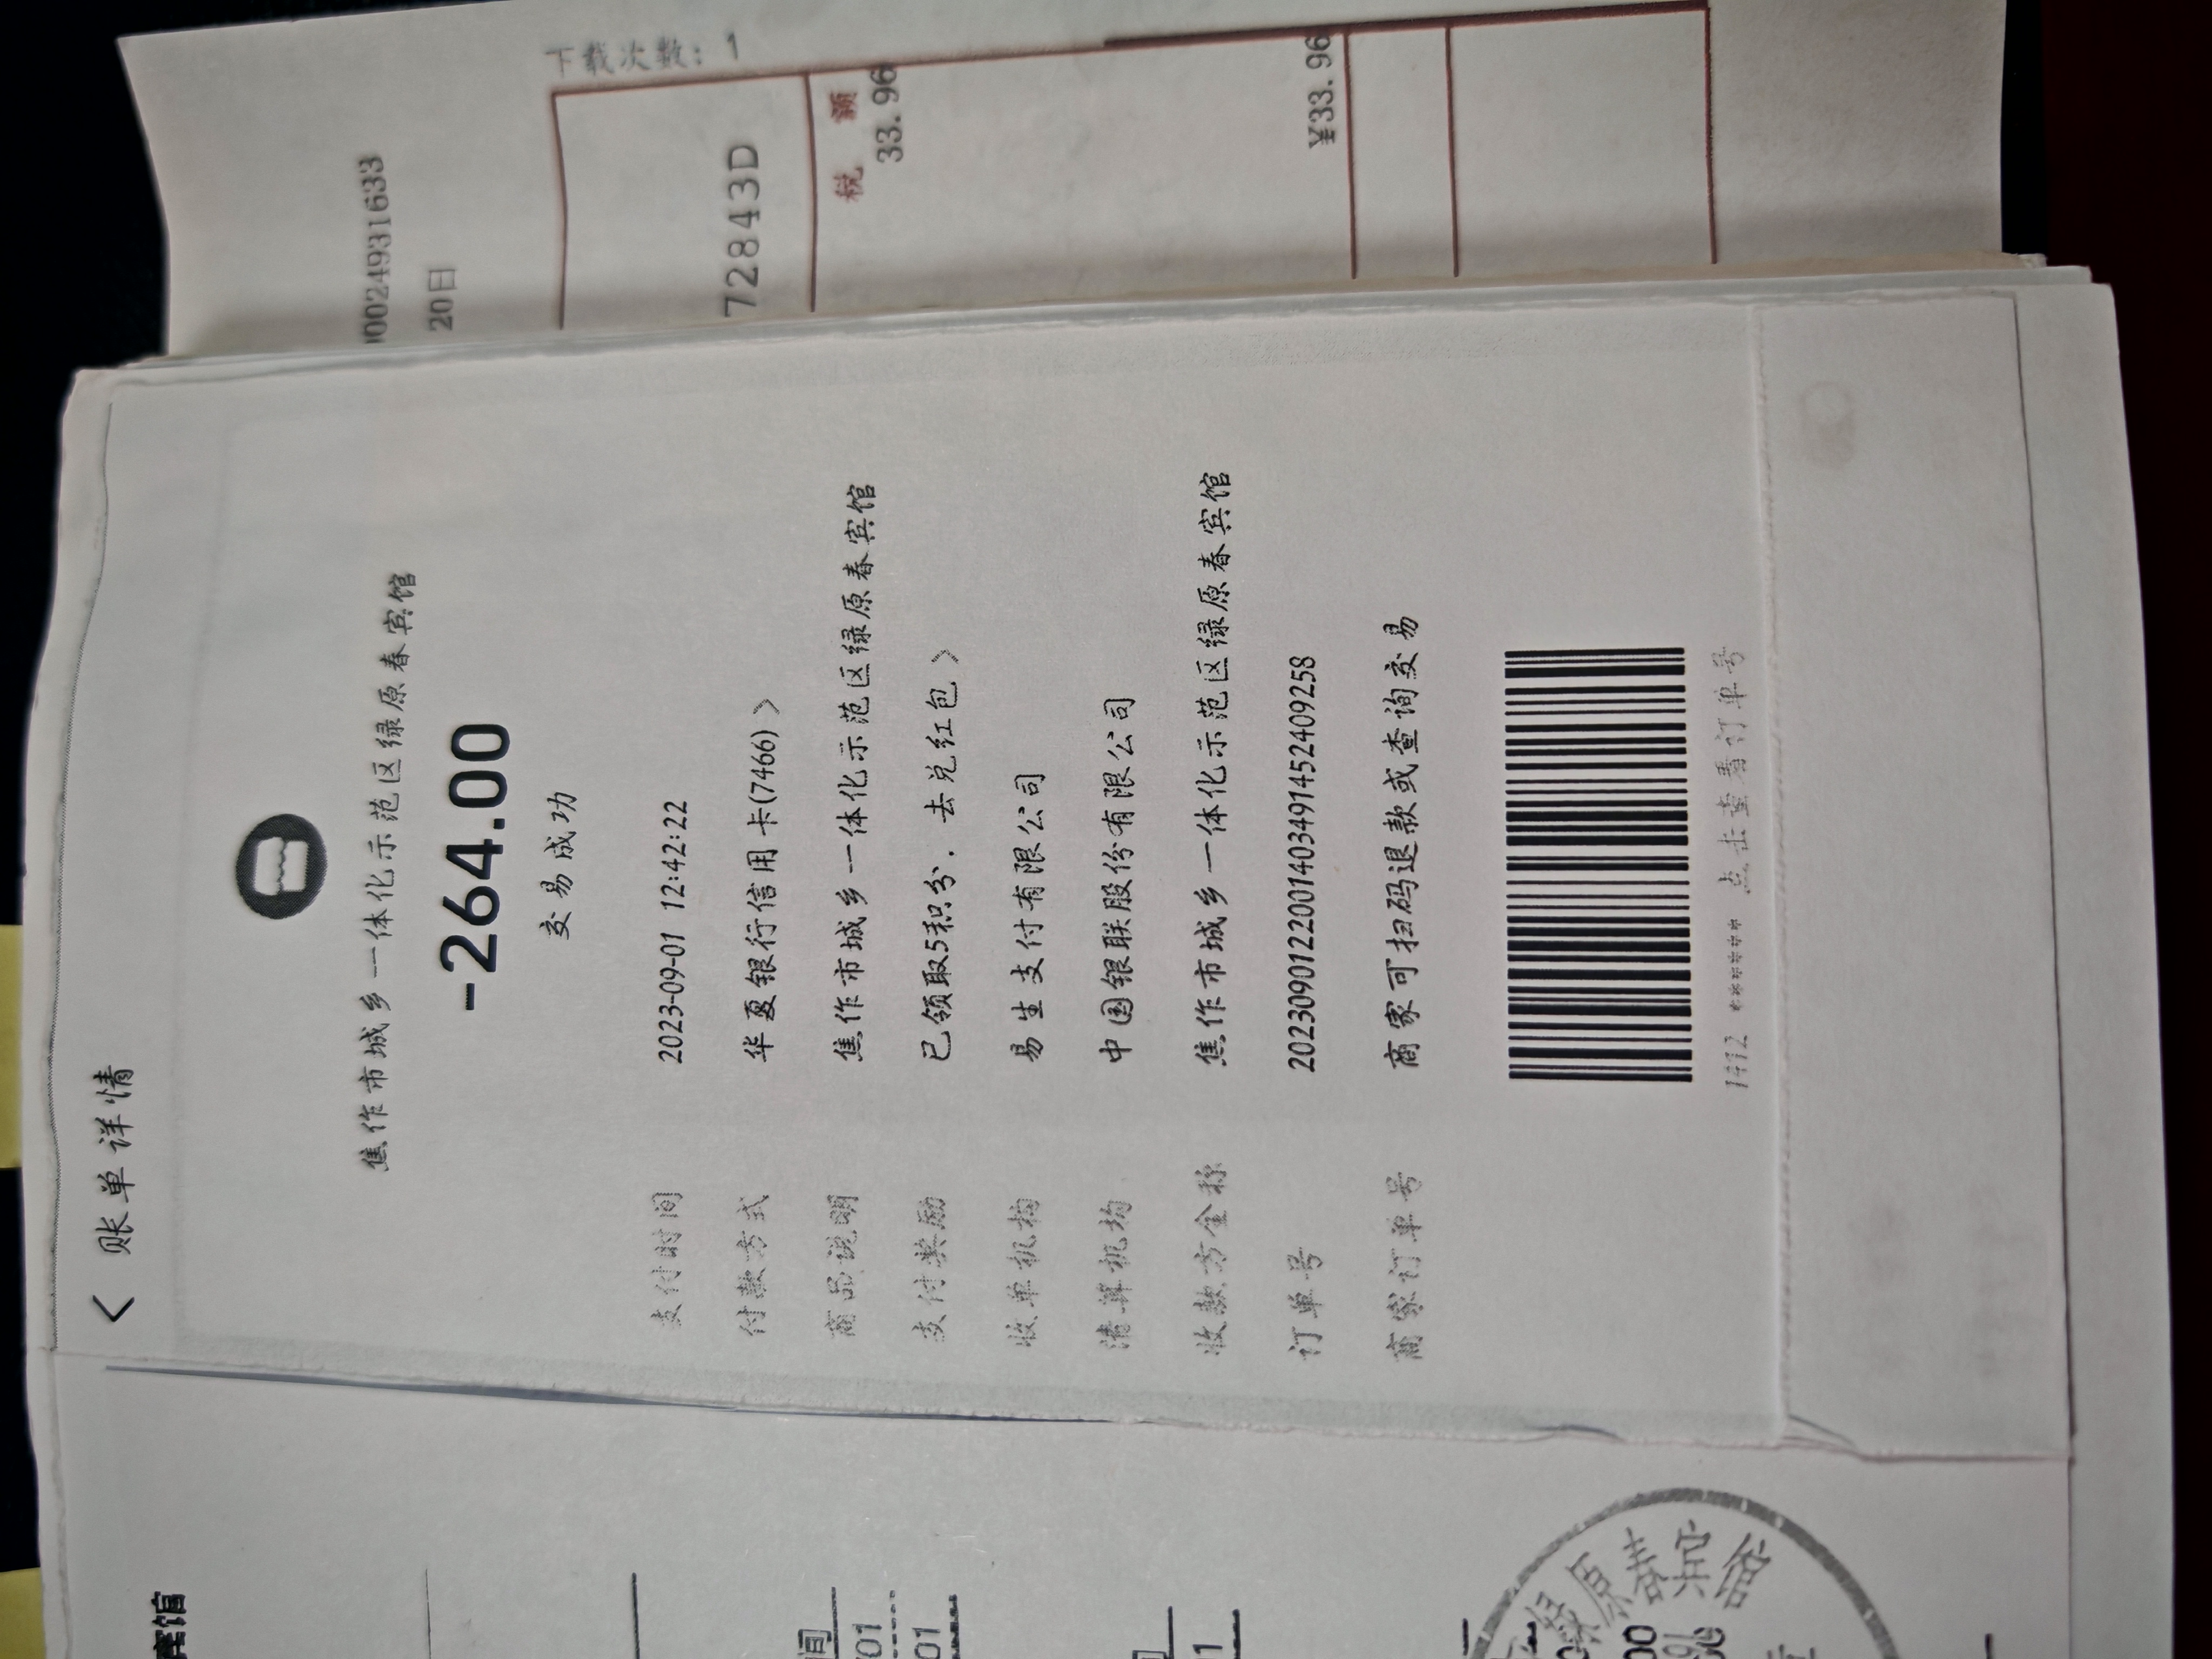 宾馆
间
01
01
01
00
绿原春宾馆
账单详情
焦作市城乡一体化示范区绿原春宾馆
-264.00
交易成功
支付时间 2023-09-01 12:42:22
付款方式 华夏银行信用卡(7466) >
商品说明 焦作市城乡一体化示范区绿原春宾馆
支付奖励 已领取5积分，去兑红包 >
收单机构 易生支付有限公司
清算机构 中国银联股份有限公司
收款方全称 焦作市城乡一体化示范区绿原春宾馆
订单号 2023090122001403491452409258
商家订单号 商家可扫码退款或查询交易
1412 ****** 点击查看订单号
00024931633
20日
下载次数：1
72843D
税 额
33.96
¥33.96